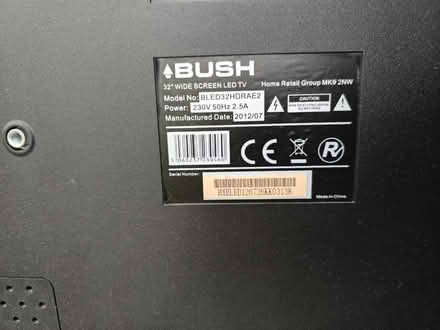 BUSH
32" WIDE SCREEN LED TV
Home Retail Group MK9 2NW
Model No: BLED32HDRAE2
Power: 230V 50Hz 2.5A
Manufactured Date: 2012/07
CAUTION
CE
R
Serial Number:
Made in China